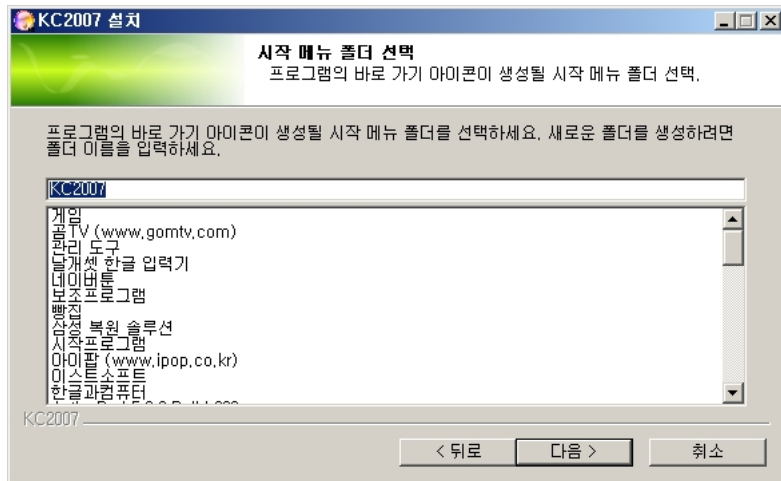 KC2007 설치
시작 메뉴 폴더 선택
프로그램의 바로 가기 아이콘이 생성될 시작 메뉴 폴더 선택.
프로그램의 바로 가기 아이콘이 생성될 시작 메뉴 폴더를 선택하세요. 새로운 폴더를 생성하려면
폴더 이름을 입력하세요.
KC2007
게임
곰TV (www.gomtv.com)
관리 도구
날개셋 한글 입력기
네이버툰
보조프로그램
빵집
삼성 복원 솔루션
시작프로그램
아이팝 (www.ipop.co.kr)
이스트소프트
한글과컴퓨터
KC2007
< 뒤로
다음 >
취소